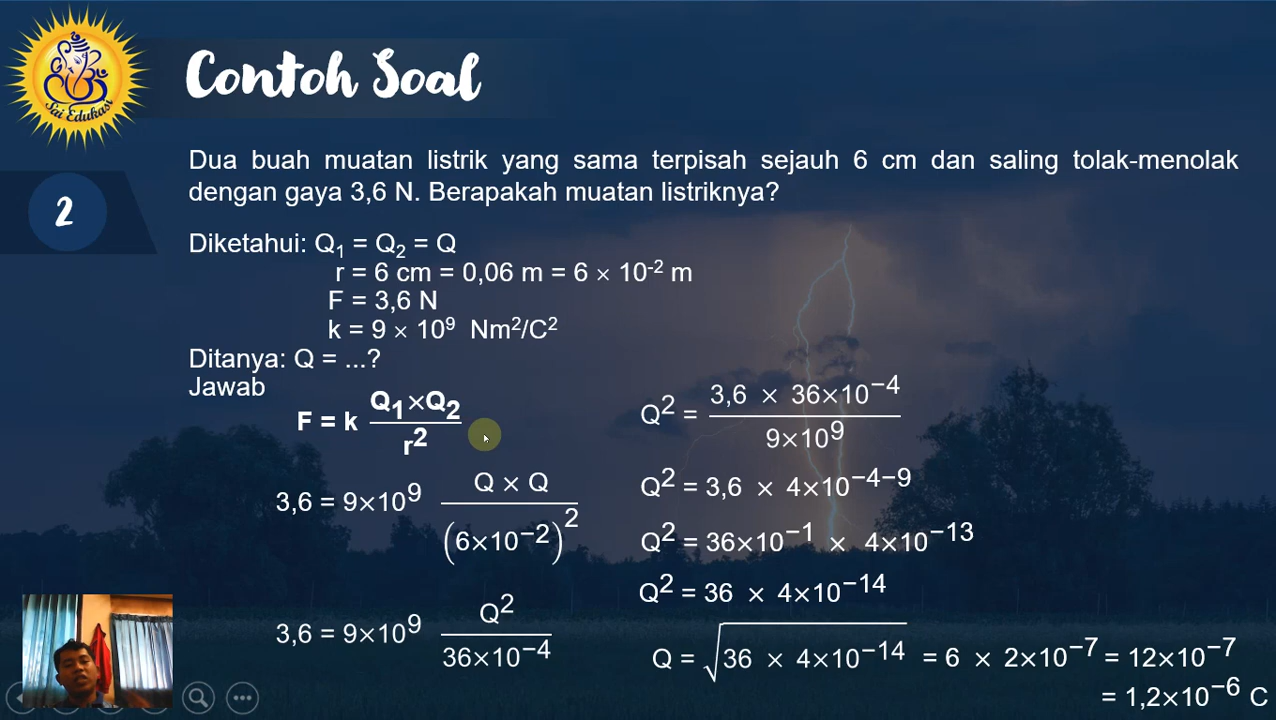 Contoh Soal
Sai Edukasi
2
Dua buah muatan listrik yang sama terpisah sejauh 6 cm dan saling tolak-menolak
dengan gaya 3,6 N. Berapakah muatan listriknya?
Diketahui: Q₁ = Q₂ = Q
r = 6 cm = 0,06 m = 6 × 10⁻² m
F = 3,6 N
k = 9 × 10⁹ Nm²/C²
Ditanya: Q = ...?
Jawab
F = k (Q₁×Q₂)/r²
3,6 = 9×10⁹ (Q × Q)/(6×10⁻²)²
3,6 = 9×10⁹ Q²/(36×10⁻⁴)
Q² = (3,6 × 36×10⁻⁴)/(9×10⁹)
Q² = 3,6 × 4×10⁻⁴⁻⁹
Q² = 36×10⁻¹ × 4×10⁻¹³
Q² = 36 × 4×10⁻¹⁴
Q = √(36 × 4×10⁻¹⁴) = 6 × 2×10⁻⁷ = 12×10⁻⁷
= 1,2×10⁻⁶ C